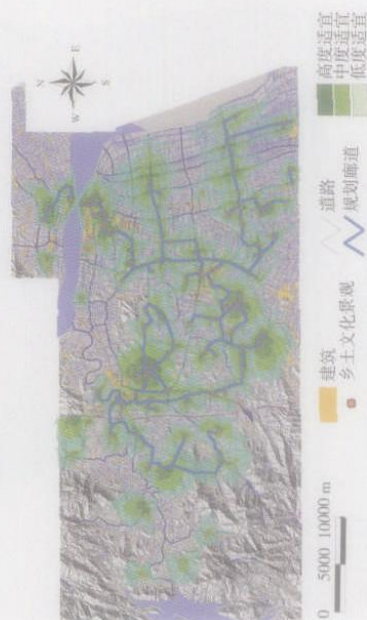 N
E
S
W
0 5000 10000 m
建筑
乡土文化景观
道路
规划廊道
高度适宜
中度适宜
低度适宜